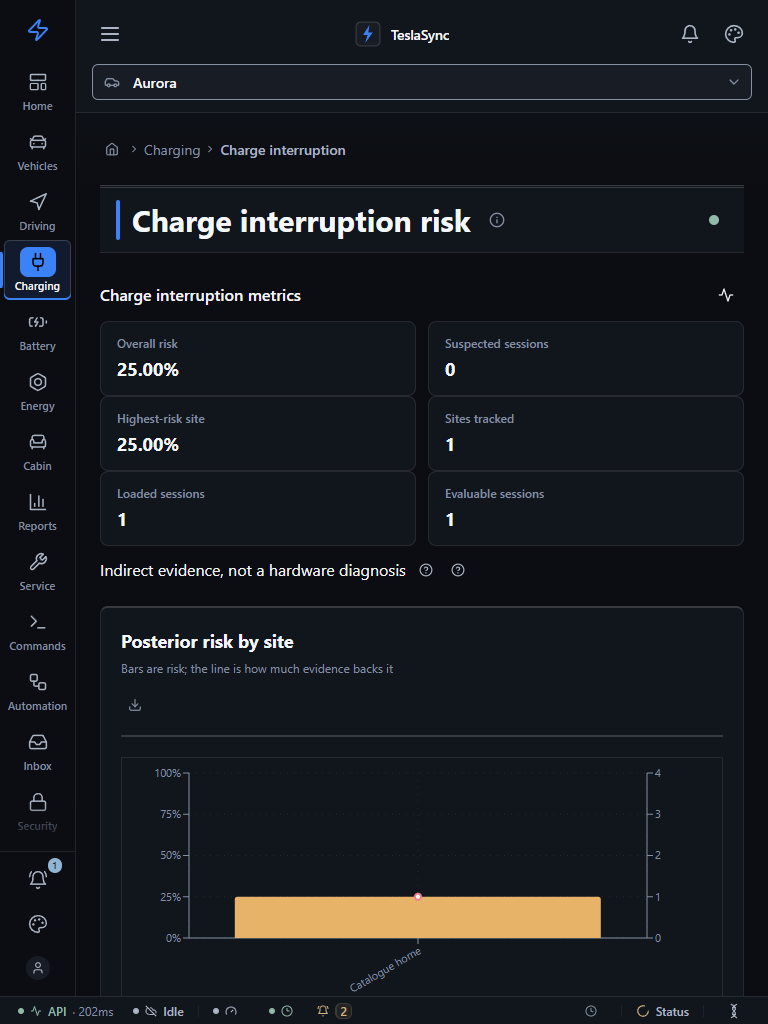 TeslaSync
Aurora
Home
Vehicles
Driving
Charging
Battery
Energy
Cabin
Reports
Service
Commands
Automation
Inbox
Security
1
Charging
Charge interruption
Charge interruption risk
Charge interruption metrics
Overall risk
25.00%
Suspected sessions
0
Highest-risk site
25.00%
Sites tracked
1
Loaded sessions
1
Evaluable sessions
1
Indirect evidence, not a hardware diagnosis
Posterior risk by site
Bars are risk; the line is how much evidence backs it
100%
75%
50%
25%
0%
4
3
2
1
0
Catalogue home
API · 202ms
Idle
2
Status